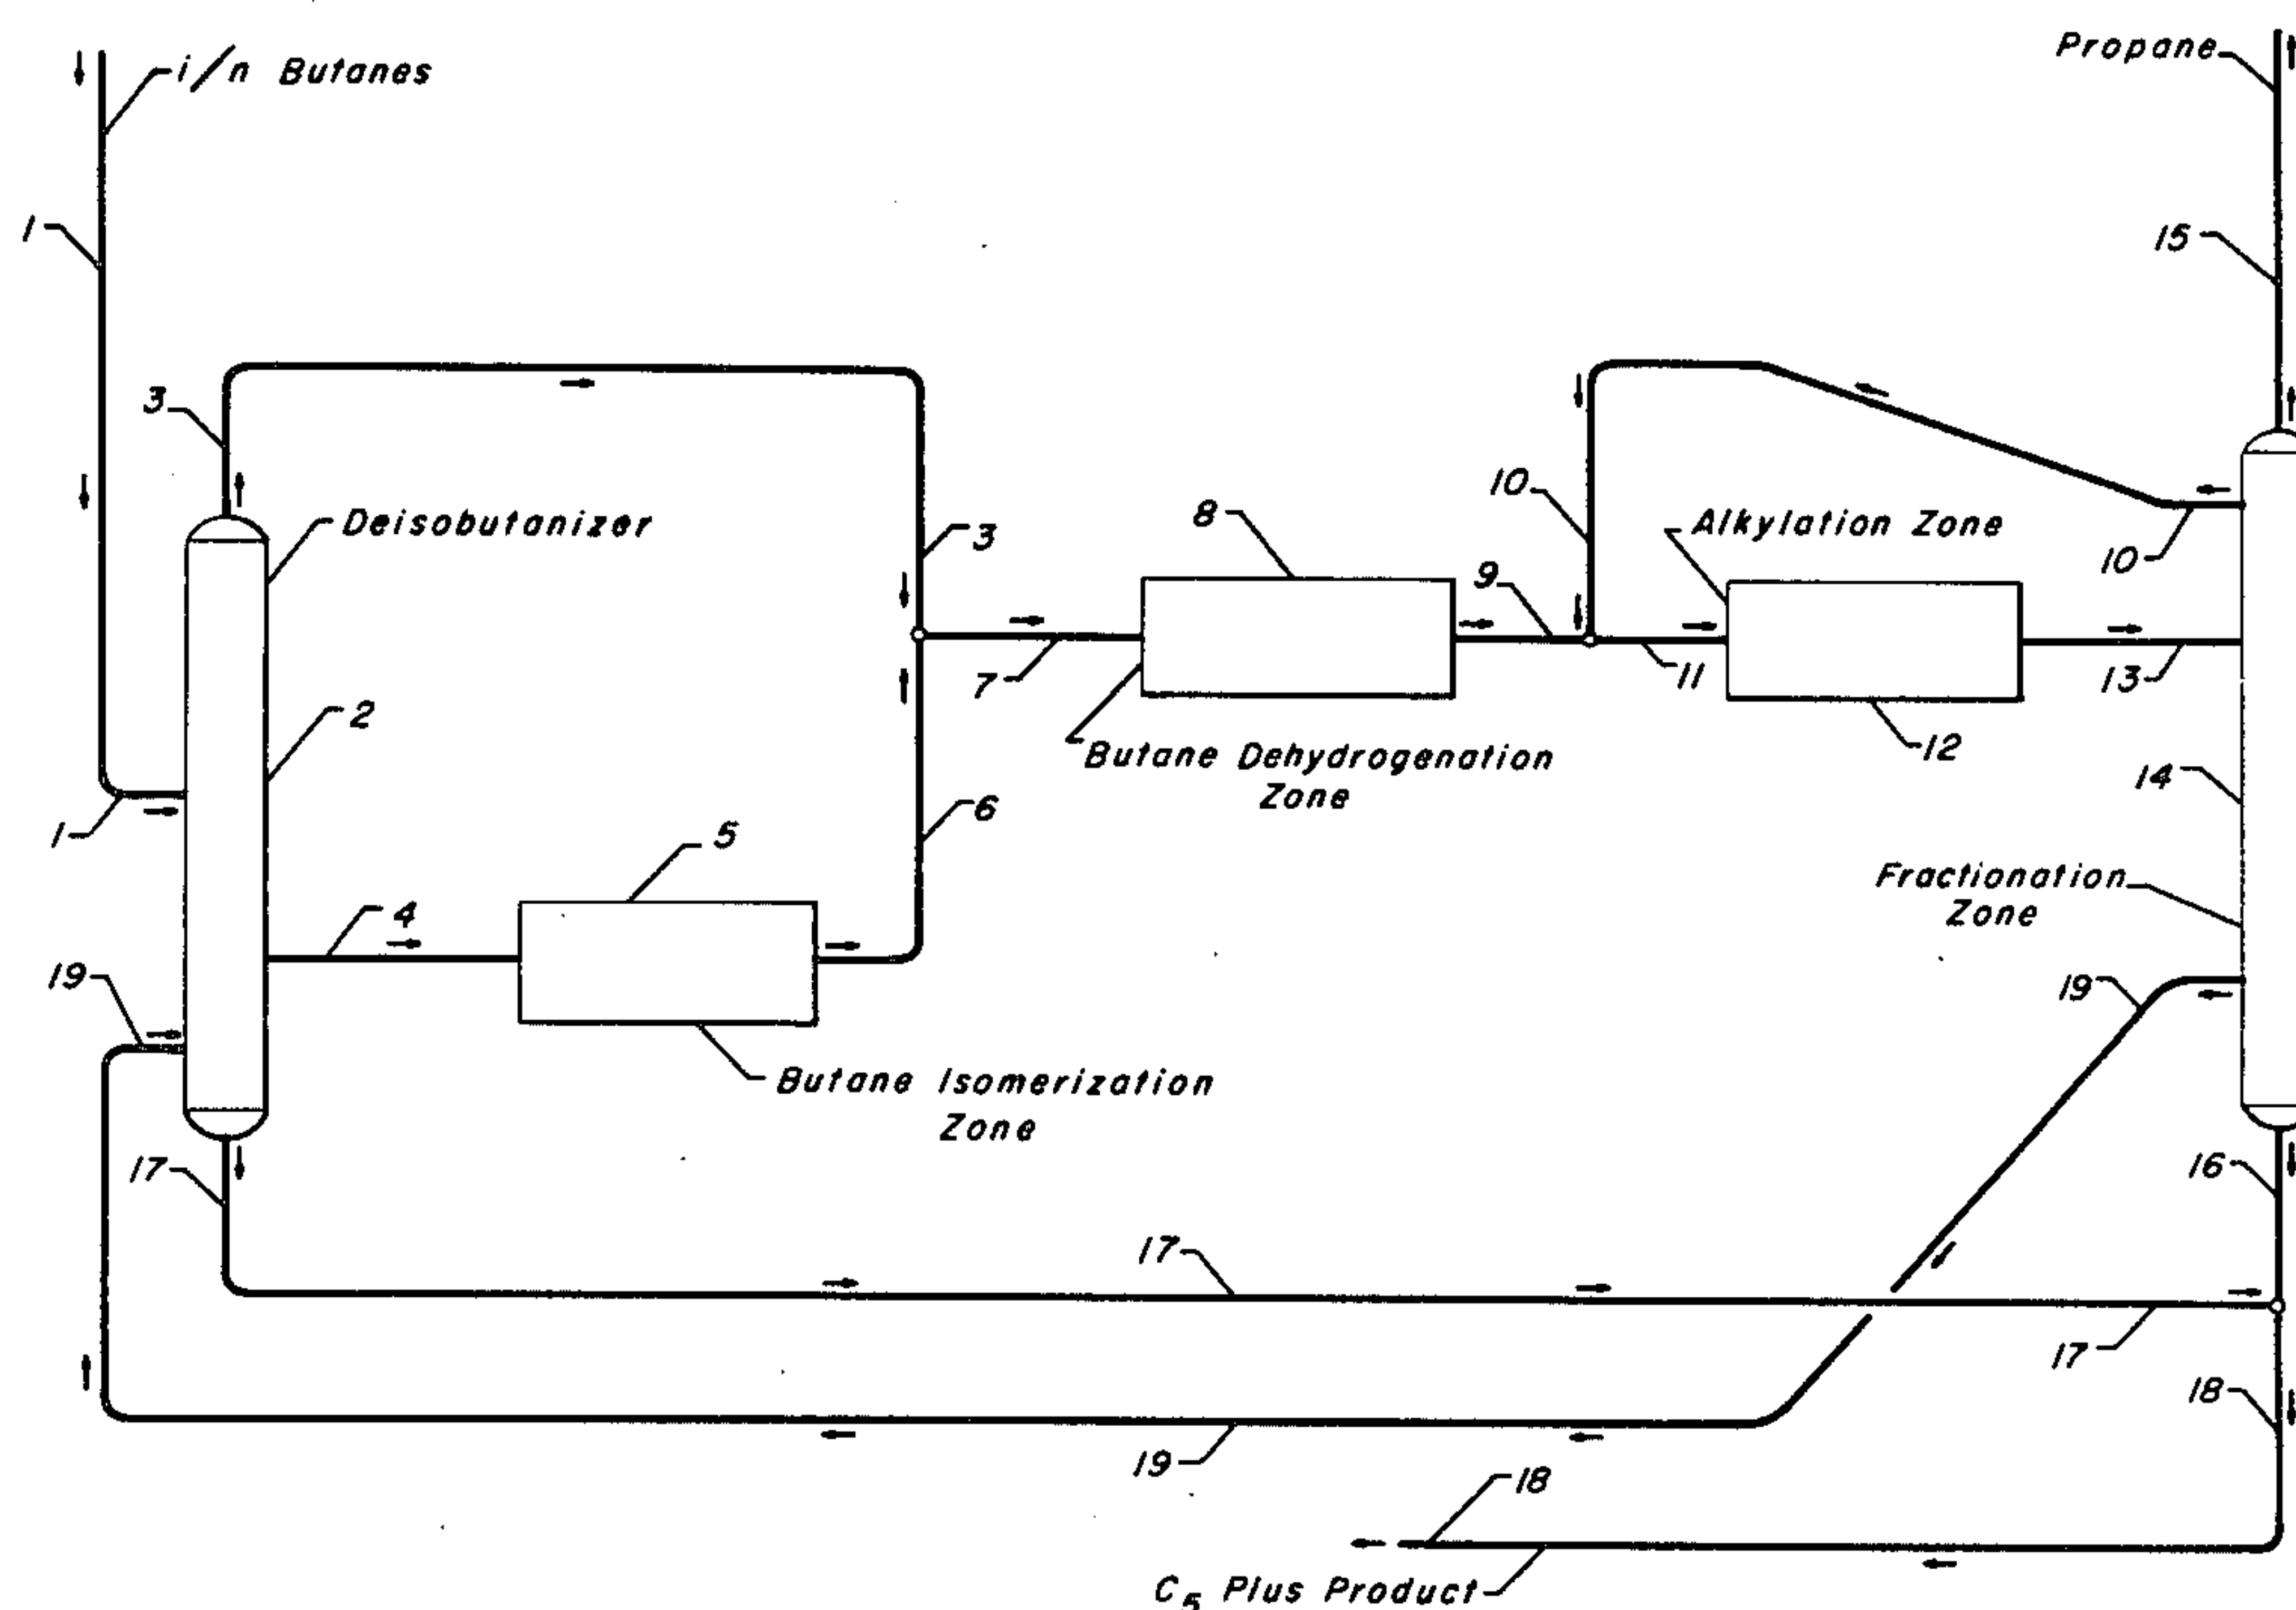 i/n Butanes
Propane
1
15
3
Deisobutanizer
10
8
3
9
Alkylation Zone
10
7
11
13
2
Butane Dehydrogenation
Zone
12
14
1
6
5
Fractionation
Zone
4
19
19
Butane Isomerization
Zone
17
16
17
17
18
19
18
C5 Plus Product